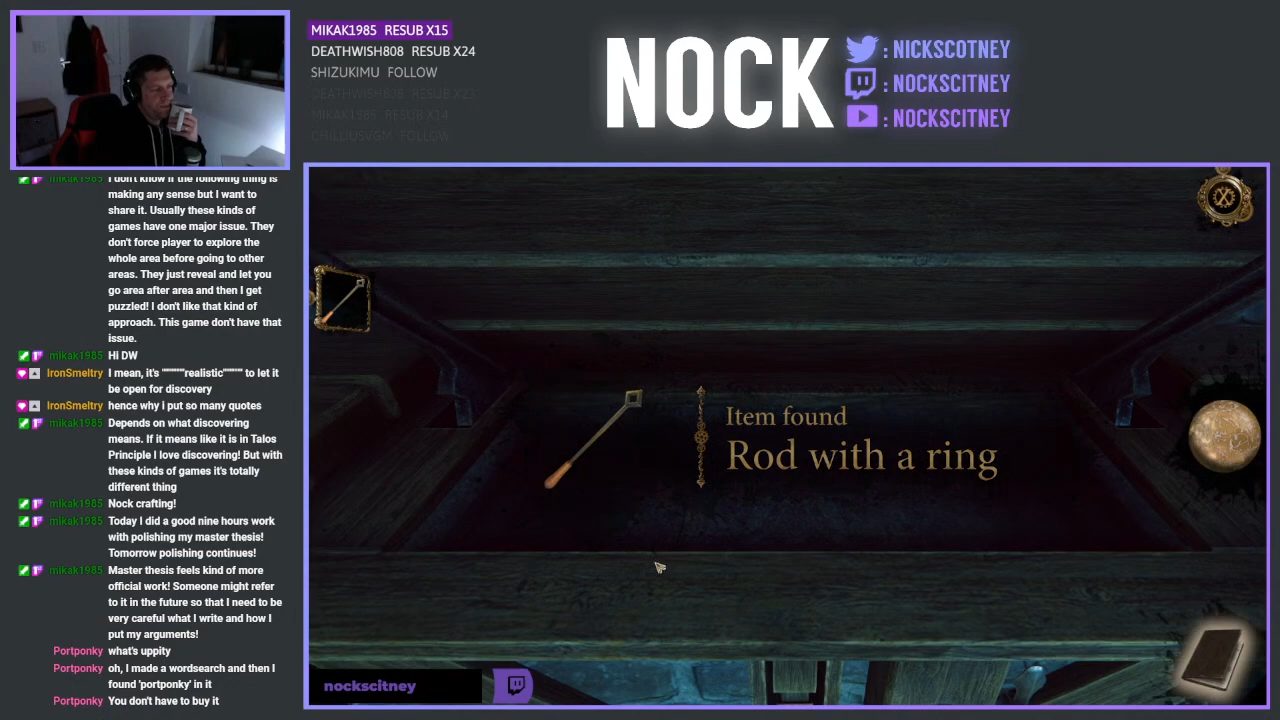 MIKAK1985 RESUB X15
DEATHWISH808 RESUB X24
SHIZUKIMU FOLLOW
DEATHWISH808 RESUB X23
MIKAK1985 RESUB X14
CHILLOUSVGM FOLLOW
NOCK
: NICKSCOTNEY
: NOCKSCITNEY
: NOCKSCITNEY
mikak1985 I don't know if the following thing is
making any sense but I want to
share it. Usually these kinds of
games have one major issue. They
don't force player to explore the
whole area before going to other
areas. They just reveal and let you
go area after area and then I get
puzzled! I don't like that kind of
approach. This game don't have that
issue.
mikak1985 Hi DW
IronSmeltry I mean, it's """"""realistic"""""" to let it
be open for discovery
IronSmeltry hence why i put so many quotes
mikak1985 Depends on what discovering
means. If it means like it is in Talos
Principle I love discovering! But with
these kinds of games it's totally
different thing
mikak1985 Nock crafting!
mikak1985 Today I did a good nine hours work
with polishing my master thesis!
Tomorrow polishing continues!
mikak1985 Master thesis feels kind of more
official work! Someone might refer
to it in the future so that I need to be
very careful what I write and how I
put my arguments!
Portponky what's uppity
Portponky oh, I made a wordsearch and then I
found 'portponky' in it
Portponky You don't have to buy it
Item found
Rod with a ring
nockscitney